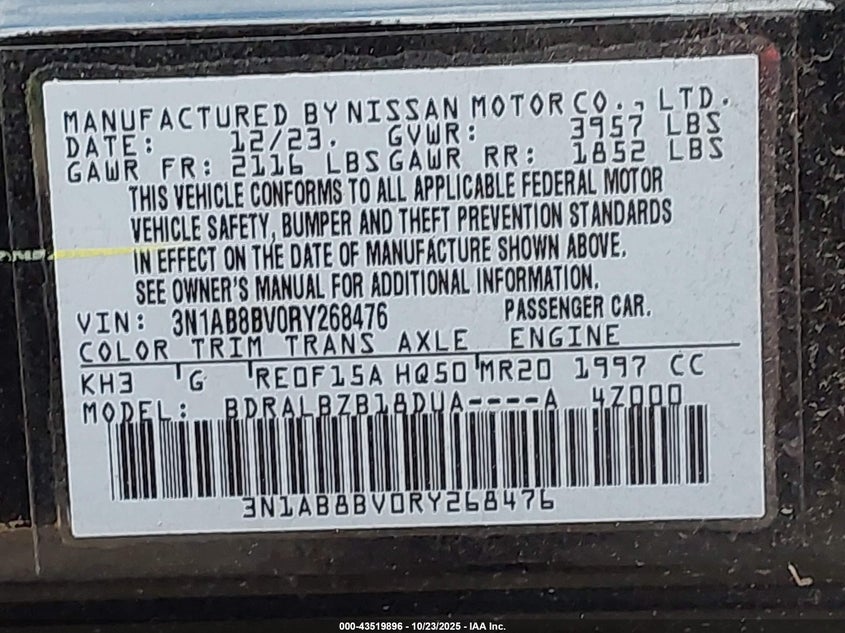 MANUFACTURED BY NISSAN MOTOR CO., LTD.
DATE: 12/23. GVWR: 3957 LBS
GAWR FR: 2116 LBS GAWR RR: 1852 LBS
THIS VEHICLE CONFORMS TO ALL APPLICABLE FEDERAL MOTOR
VEHICLE SAFETY, BUMPER AND THEFT PREVENTION STANDARDS
IN EFFECT ON THE DATE OF MANUFACTURE SHOWN ABOVE.
SEE OWNER'S MANUAL FOR ADDITIONAL INFORMATION.
VIN: 3N1AB8BV0RY268476 PASSENGER CAR.
COLOR TRIM TRANS AXLE ENGINE
KH3 G RE0F15A HQ50 MR20 1997 CC
MODEL: BDRALBZB18DUA----A 4Z000
3N1AB8BV0RY268476
000-43519896 - 10/23/2025 - IAA Inc.